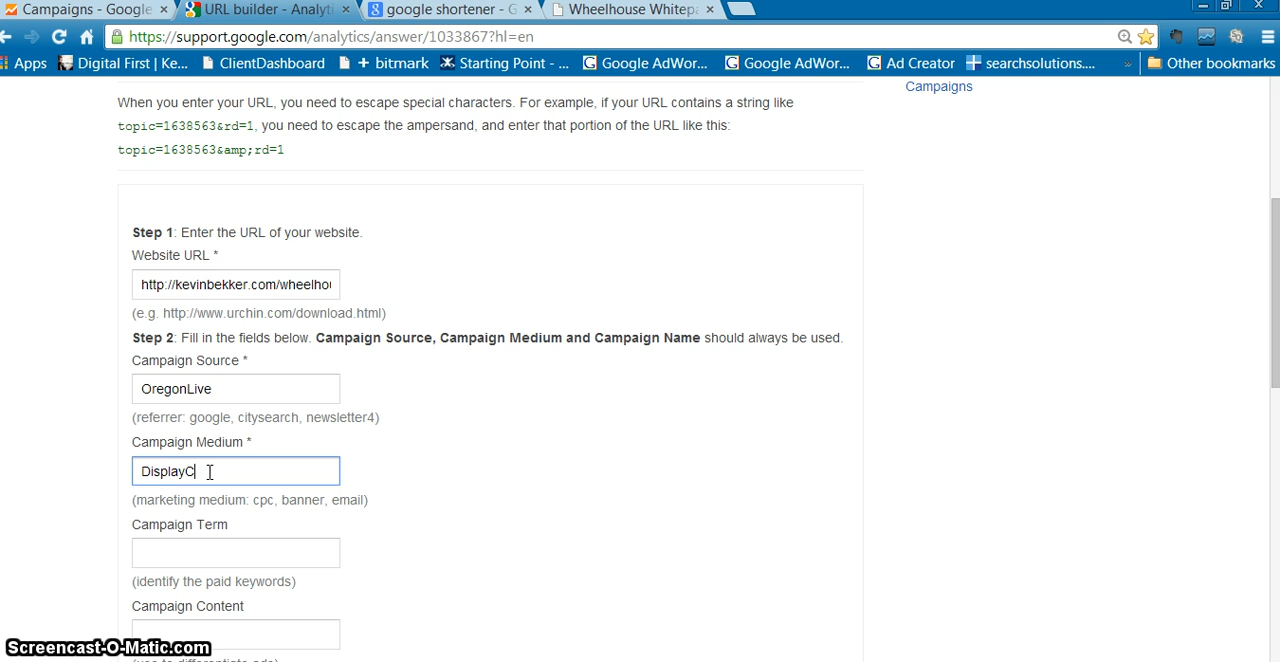 Campaigns - Google
URL builder - Analyti
google shortener - G
Wheelhouse Whitepa
https://support.google.com/analytics/answer/1033867?hl=en
Apps
Digital First | Ke...
ClientDashboard
+ bitmark
Starting Point - ...
Google AdWor...
Google AdWor...
Ad Creator
searchsolutions....
»
Other bookmarks
Campaigns
When you enter your URL, you need to escape special characters. For example, if your URL contains a string like
topic=1638563&rd=1, you need to escape the ampersand, and enter that portion of the URL like this:
topic=1638563&amp;rd=1
Step 1: Enter the URL of your website.
Website URL *
http://kevinbekker.com/wheelhou
(e.g. http://www.urchin.com/download.html)
Step 2: Fill in the fields below. Campaign Source, Campaign Medium and Campaign Name should always be used.
Campaign Source *
OregonLive
(referrer: google, citysearch, newsletter4)
Campaign Medium *
DisplayC
(marketing medium: cpc, banner, email)
Campaign Term
(identify the paid keywords)
Campaign Content
(use to differentiate ads)
Screencast-O-Matic.com